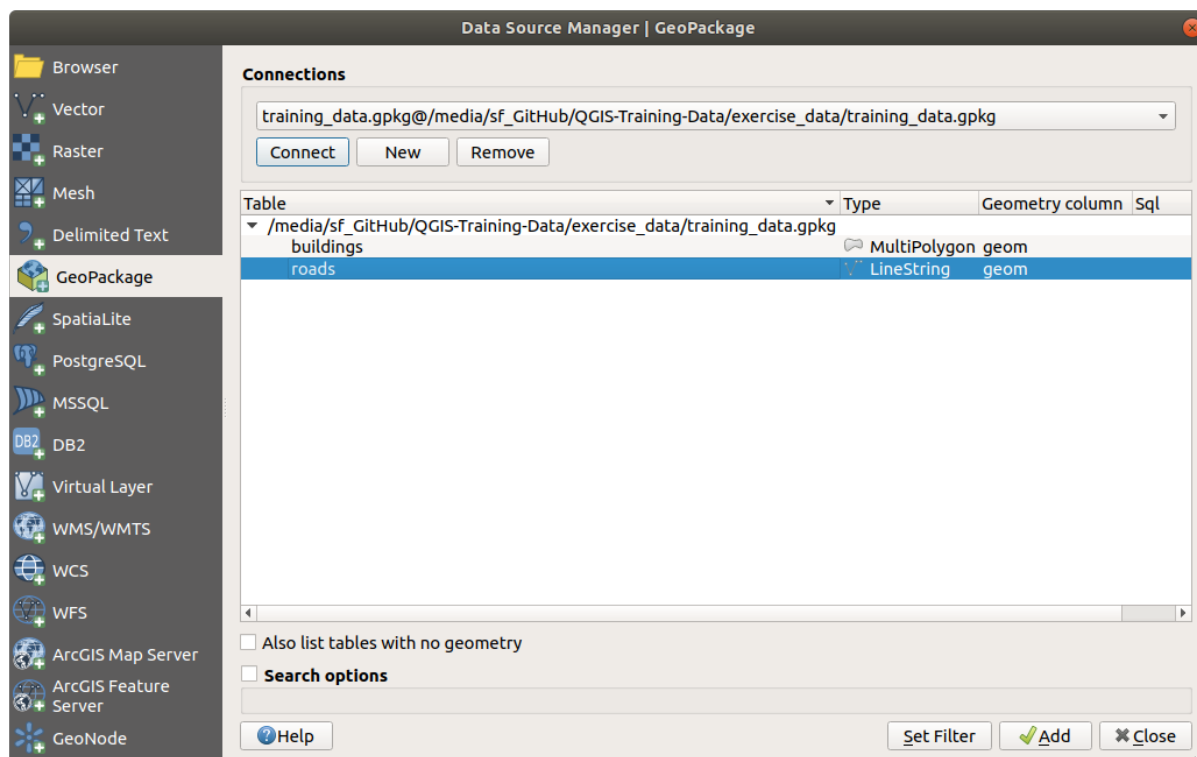 Data Source Manager | GeoPackage
Browser
Vector
Raster
Mesh
Delimited Text
GeoPackage
SpatiaLite
PostgreSQL
MSSQL
DB2
DB2
Virtual Layer
WMS/WMTS
WCS
WFS
ArcGIS Map Server
ArcGIS Feature
Server
GeoNode
Connections
training_data.gpkg@/media/sf_GitHub/QGIS-Training-Data/exercise_data/training_data.gpkg
Connect New Remove
Table Type Geometry column Sql
/media/sf_GitHub/QGIS-Training-Data/exercise_data/training_data.gpkg
buildings MultiPolygon geom
roads LineString geom
Also list tables with no geometry
Search options
Help Set Filter Add Close